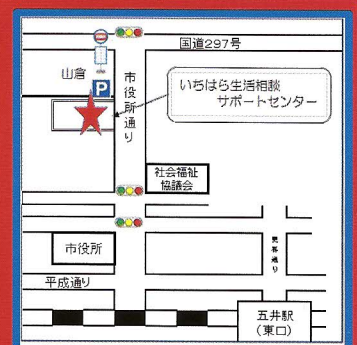 国道297号
山倉
P
市役所通り
いちはら生活相談
サポートセンター
社会福祉
協議会
市役所
更級通り
平成通り
五井駅
(東口)